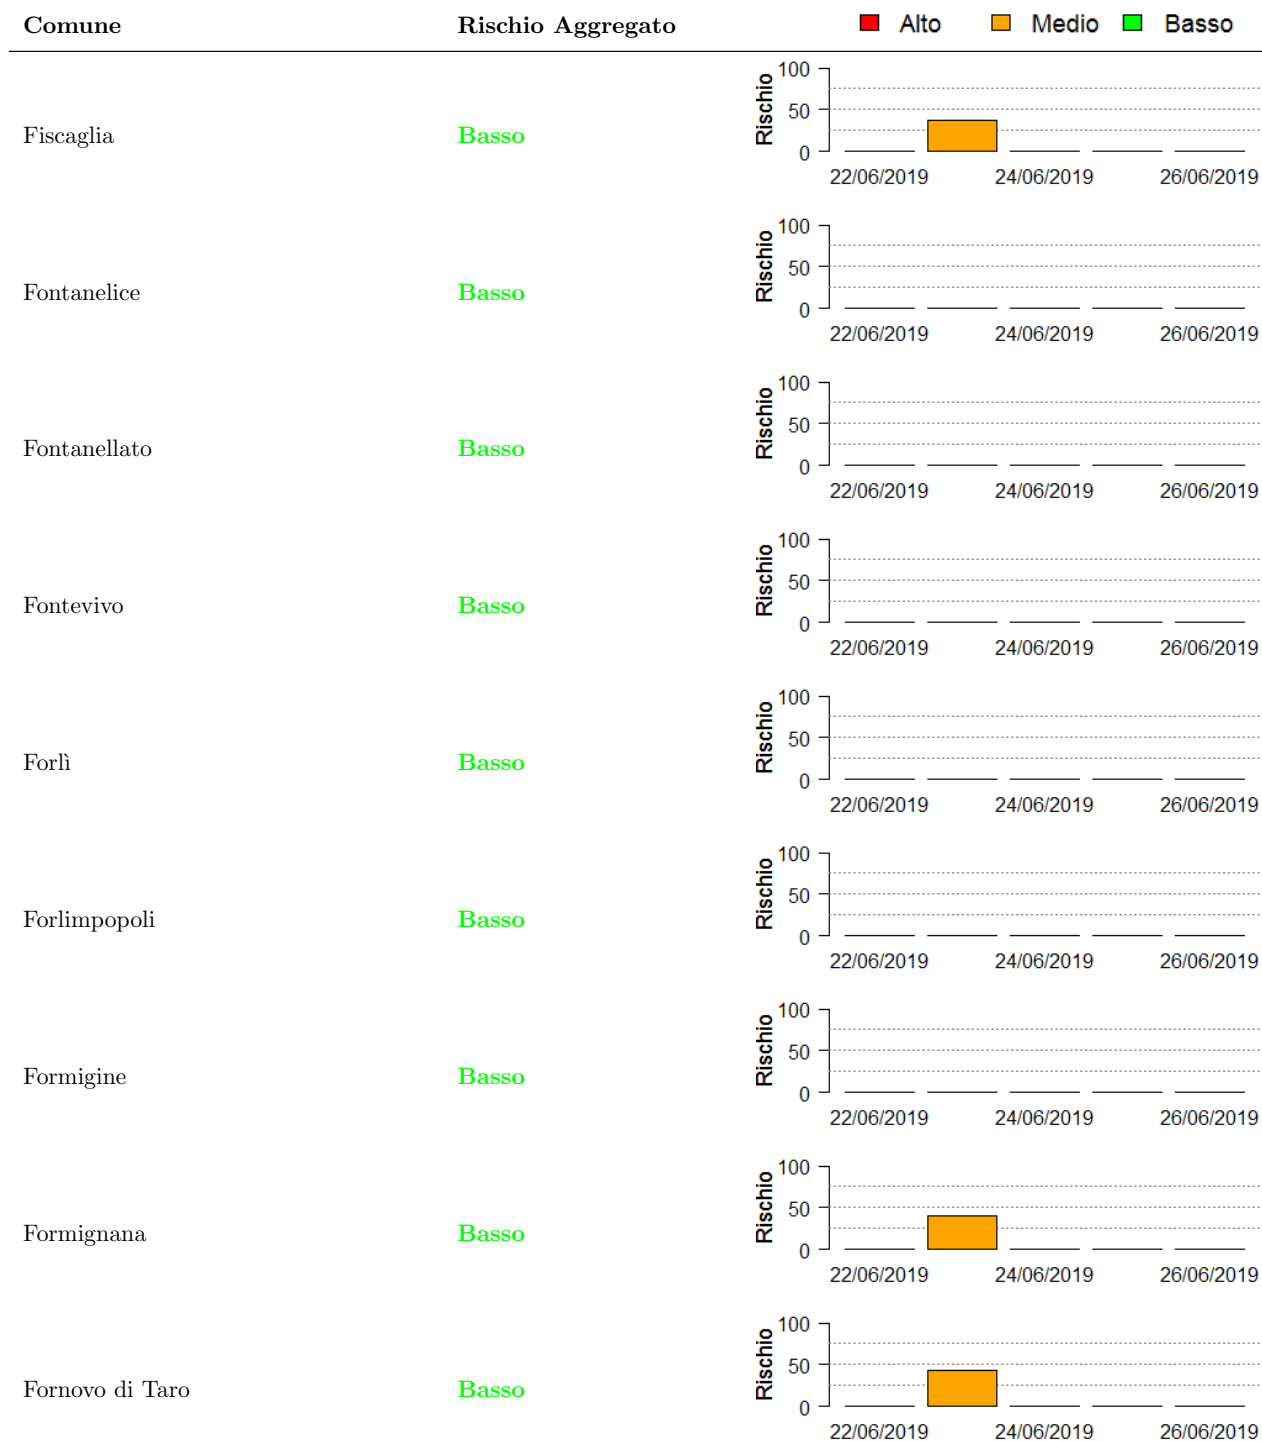 Comune Rischio Aggregato Alto Medio Basso
Fiscaglia Basso
Rischio
100
50
0
22/06/2019 24/06/2019 26/06/2019
Fontanelice Basso
Rischio
100
50
0
22/06/2019 24/06/2019 26/06/2019
Fontanellato Basso
Rischio
100
50
0
22/06/2019 24/06/2019 26/06/2019
Fontevivo Basso
Rischio
100
50
0
22/06/2019 24/06/2019 26/06/2019
Forlì Basso
Rischio
100
50
0
22/06/2019 24/06/2019 26/06/2019
Forlimpopoli Basso
Rischio
100
50
0
22/06/2019 24/06/2019 26/06/2019
Formigine Basso
Rischio
100
50
0
22/06/2019 24/06/2019 26/06/2019
Formignana Basso
Rischio
100
50
0
22/06/2019 24/06/2019 26/06/2019
Fornovo di Taro Basso
Rischio
100
50
0
22/06/2019 24/06/2019 26/06/2019